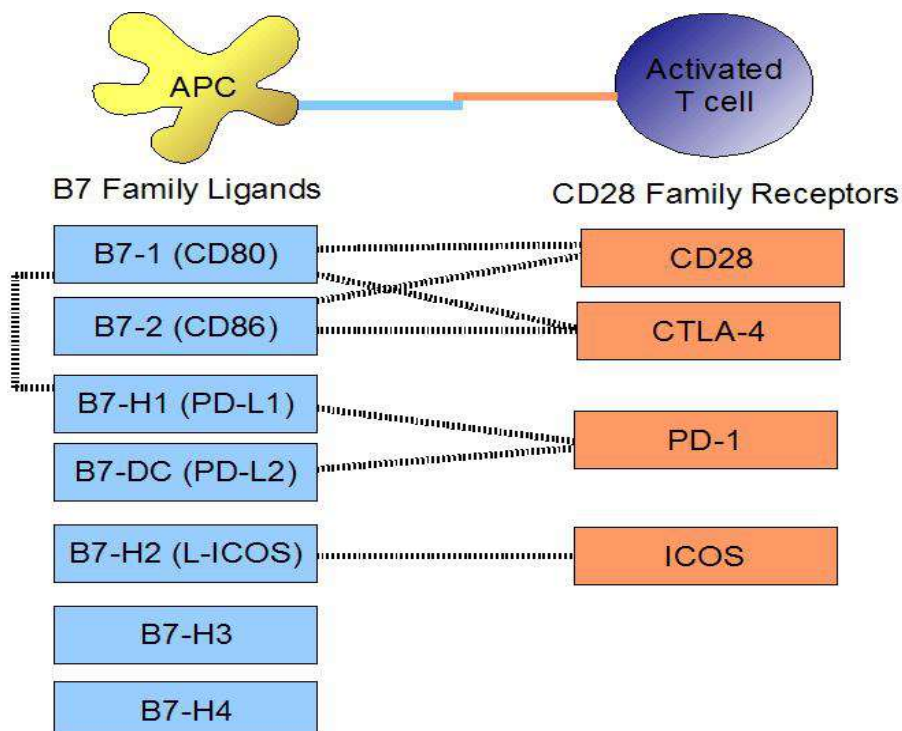 APC
Activated
T cell
B7 Family Ligands
CD28 Family Receptors
B7-1 (CD80)
CD28
B7-2 (CD86)
CTLA-4
B7-H1 (PD-L1)
PD-1
B7-DC (PD-L2)
B7-H2 (L-ICOS)
ICOS
B7-H3
B7-H4